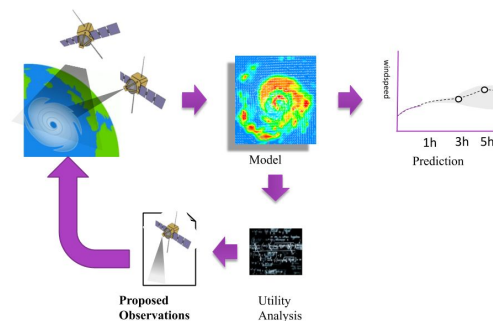 windspeed
1h 3h 5h
Prediction
Model
Proposed
Observations
Utility
Analysis